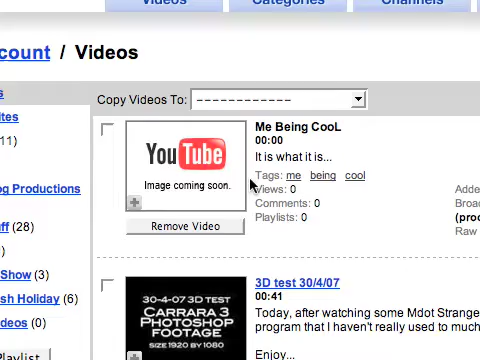 Videos Categories Channels
count / Videos
s
Copy Videos To: ------------
tes
11)
Me Being CooL
00:00
It is what it is...
YouTube
Image coming soon.
Tags: me being cool
og Productions
Views: 0
Adde
Comments: 0
Broad
Playlists: 0
(proc
Remove Video
Raw
ff (28)
)
Show (3)
3D test 30/4/07
sh Holiday (6)
00:41
30-4-07 3D TEST
CARRARA 3
PHOTOSHOP
FOOTAGE
SIZE 1920 BY 1080
Today, after watching some Mdot Strange
program that I haven't really used to much
deos (0)
Playlist
Enjoy...